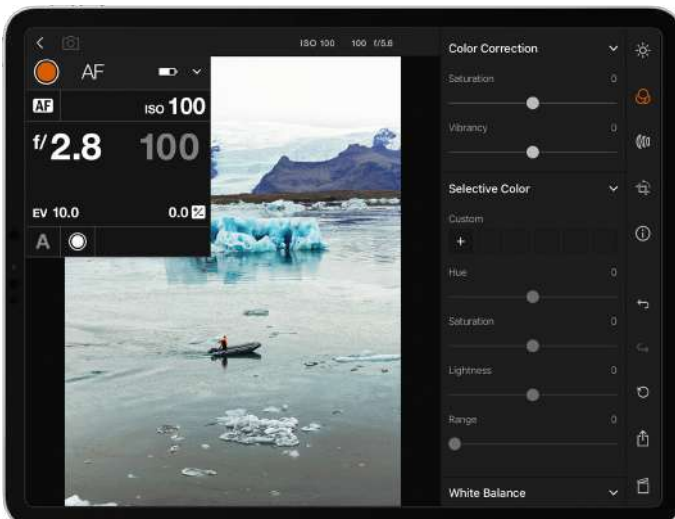 ISO 100 100 f/5.6
AF
AF ISO 100
f/2.8 100
EV 10.0 0.0
A
Color Correction
Saturation 0
Vibrancy 0
Selective Color
Custom
+
Hue 0
Saturation 0
Lightness 0
Range 0
White Balance